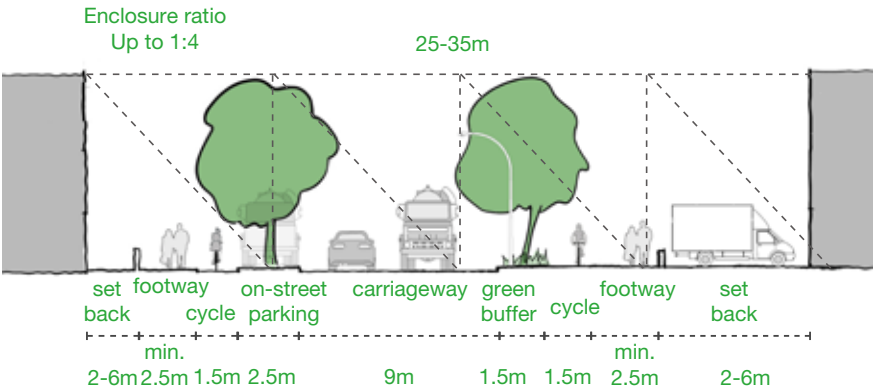 Enclosure ratio
Up to 1:4
25-35m
set
back
footway
cycle
on-street
parking
carriageway
green
buffer
cycle
footway
set
back
2-6m
min.
2.5m
1.5m
2.5m
9m
1.5m
1.5m
min.
2.5m
2-6m